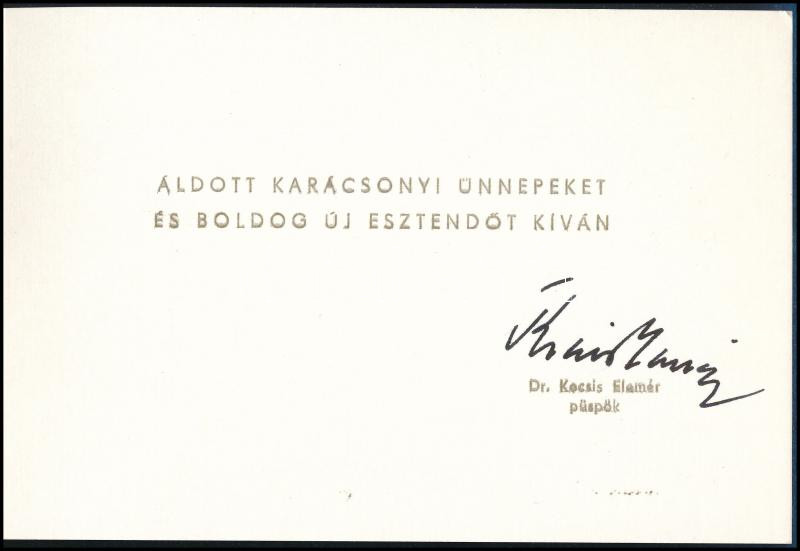 ÁLDOTT KARÁCSONYI ÜNNEPEKET
ÉS BOLDOG ÚJ ESZTENDŐT KÍVÁN
Dr. Kocsis Elemér
püspök